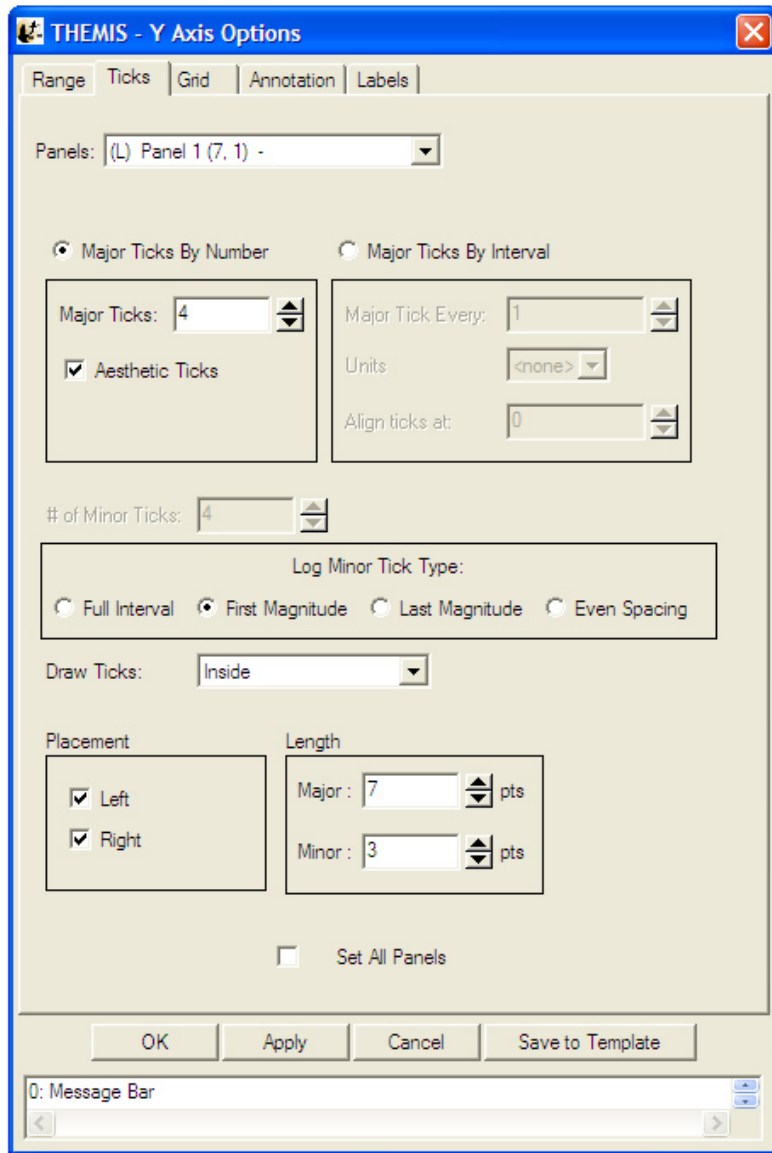 THEMIS - Y Axis Options
Range Ticks Grid Annotation Labels
Panels: (L) Panel 1 (7, 1) -
Major Ticks By Number Major Ticks By Interval
Major Ticks: 4 Major Tick Every: 1
Aesthetic Ticks Units <none>
Align ticks at: 0
# of Minor Ticks: 4
Log Minor Tick Type:
Full Interval First Magnitude Last Magnitude Even Spacing
Draw Ticks: Inside
Placement Length
Left Major : 7 pts
Right Minor : 3 pts
Set All Panels
OK Apply Cancel Save to Template
0: Message Bar